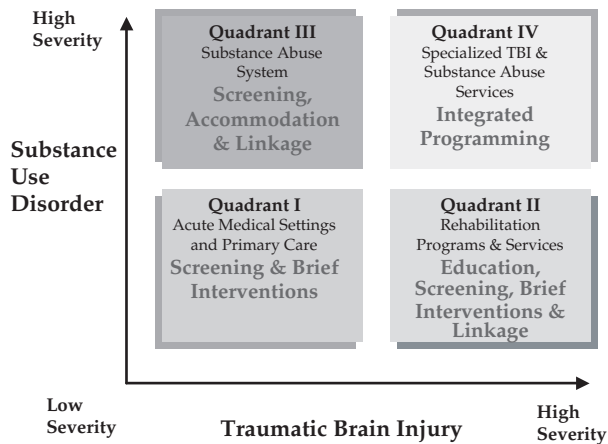 High
Severity
Substance
Use
Disorder
Quadrant III
Substance Abuse
System
Screening,
Accommodation
& Linkage
Quadrant IV
Specialized TBI &
Substance Abuse
Services
Integrated
Programming
Quadrant I
Acute Medical Settings
and Primary Care
Screening & Brief
Interventions
Quadrant II
Rehabilitation
Programs & Services
Education,
Screening, Brief
Interventions &
Linkage
Low
Severity
Traumatic Brain Injury
High
Severity